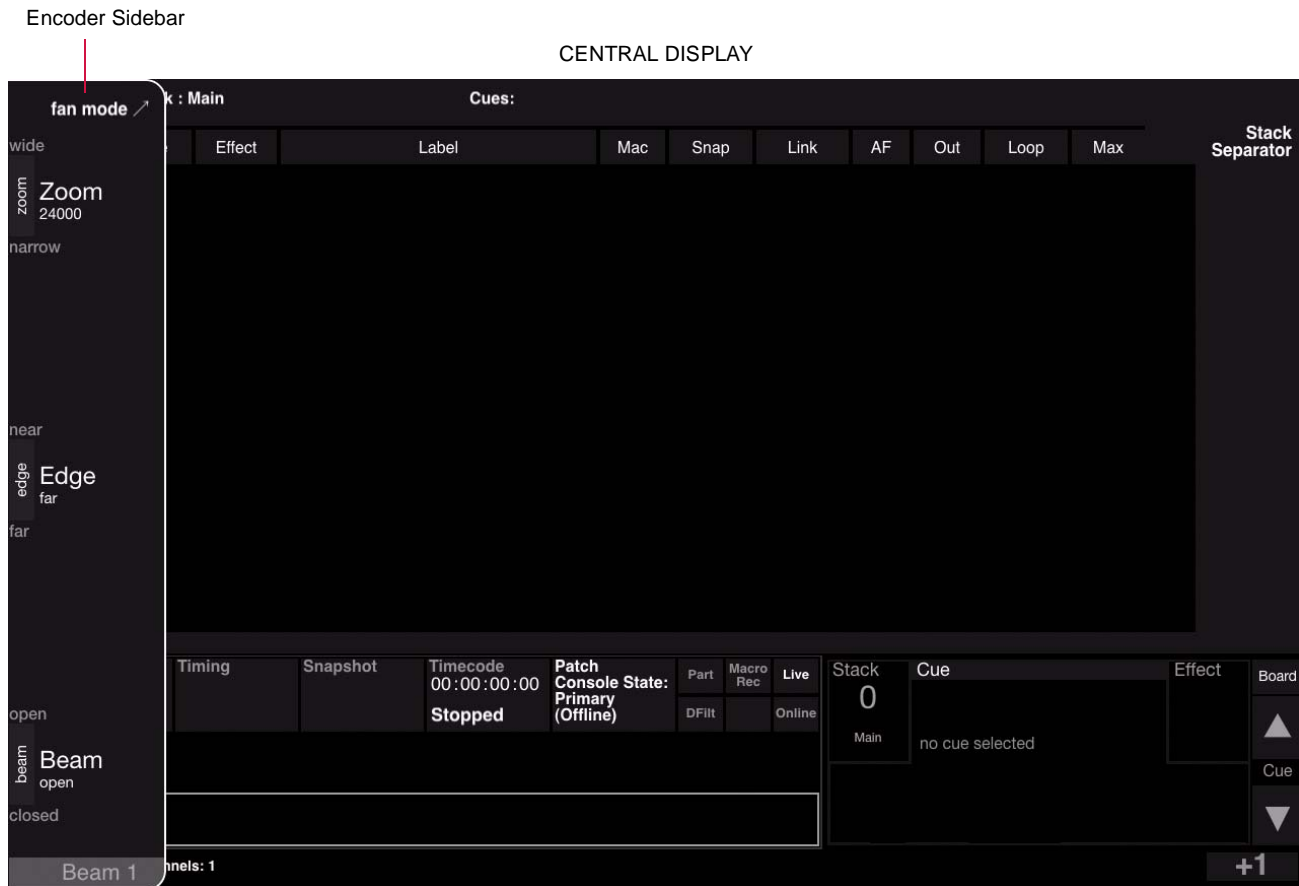 Encoder Sidebar
CENTRAL DISPLAY
fan mode
k : Main
Cues:
wide
Effect
Label
Mac
Snap
Link
AF
Out
Loop
Max
Stack
Separator
zoom
Zoom
24000
narrow
near
edge
Edge
far
far
Timing
Snapshot
Timecode
00:00:00:00
Stopped
Patch
Console State:
Primary
(Offline)
Part
Macro
Rec
Live
DFilt
Online
Stack
0
Main
Cue
no cue selected
Effect
Board
Cue
open
beam
Beam
open
closed
Beam 1
nnels: 1
+1